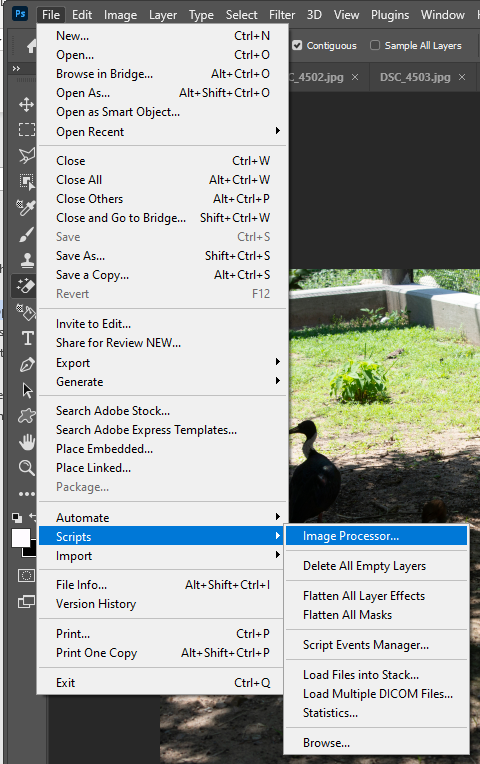 Ps File Edit Image Layer Type Select Filter 3D View Plugins Window
Contiguous Sample All Layers
_4502.jpg × DSC_4503.jpg ×
New... Ctrl+N
Open... Ctrl+O
Browse in Bridge... Alt+Ctrl+O
Open As... Alt+Shift+Ctrl+O
Open as Smart Object...
Open Recent
Close Ctrl+W
Close All Alt+Ctrl+W
Close Others Alt+Ctrl+P
Close and Go to Bridge... Shift+Ctrl+W
Save Ctrl+S
Save As... Shift+Ctrl+S
Save a Copy... Alt+Ctrl+S
Revert F12
Invite to Edit...
Share for Review NEW...
Export
Generate
Search Adobe Stock...
Search Adobe Express Templates...
Place Embedded...
Place Linked...
Package...
Automate
Scripts
Import
File Info... Alt+Shift+Ctrl+I
Version History
Print... Ctrl+P
Print One Copy Alt+Shift+Ctrl+P
Exit Ctrl+Q
Image Processor...
Delete All Empty Layers
Flatten All Layer Effects
Flatten All Masks
Script Events Manager...
Load Files into Stack...
Load Multiple DICOM Files...
Statistics...
Browse...